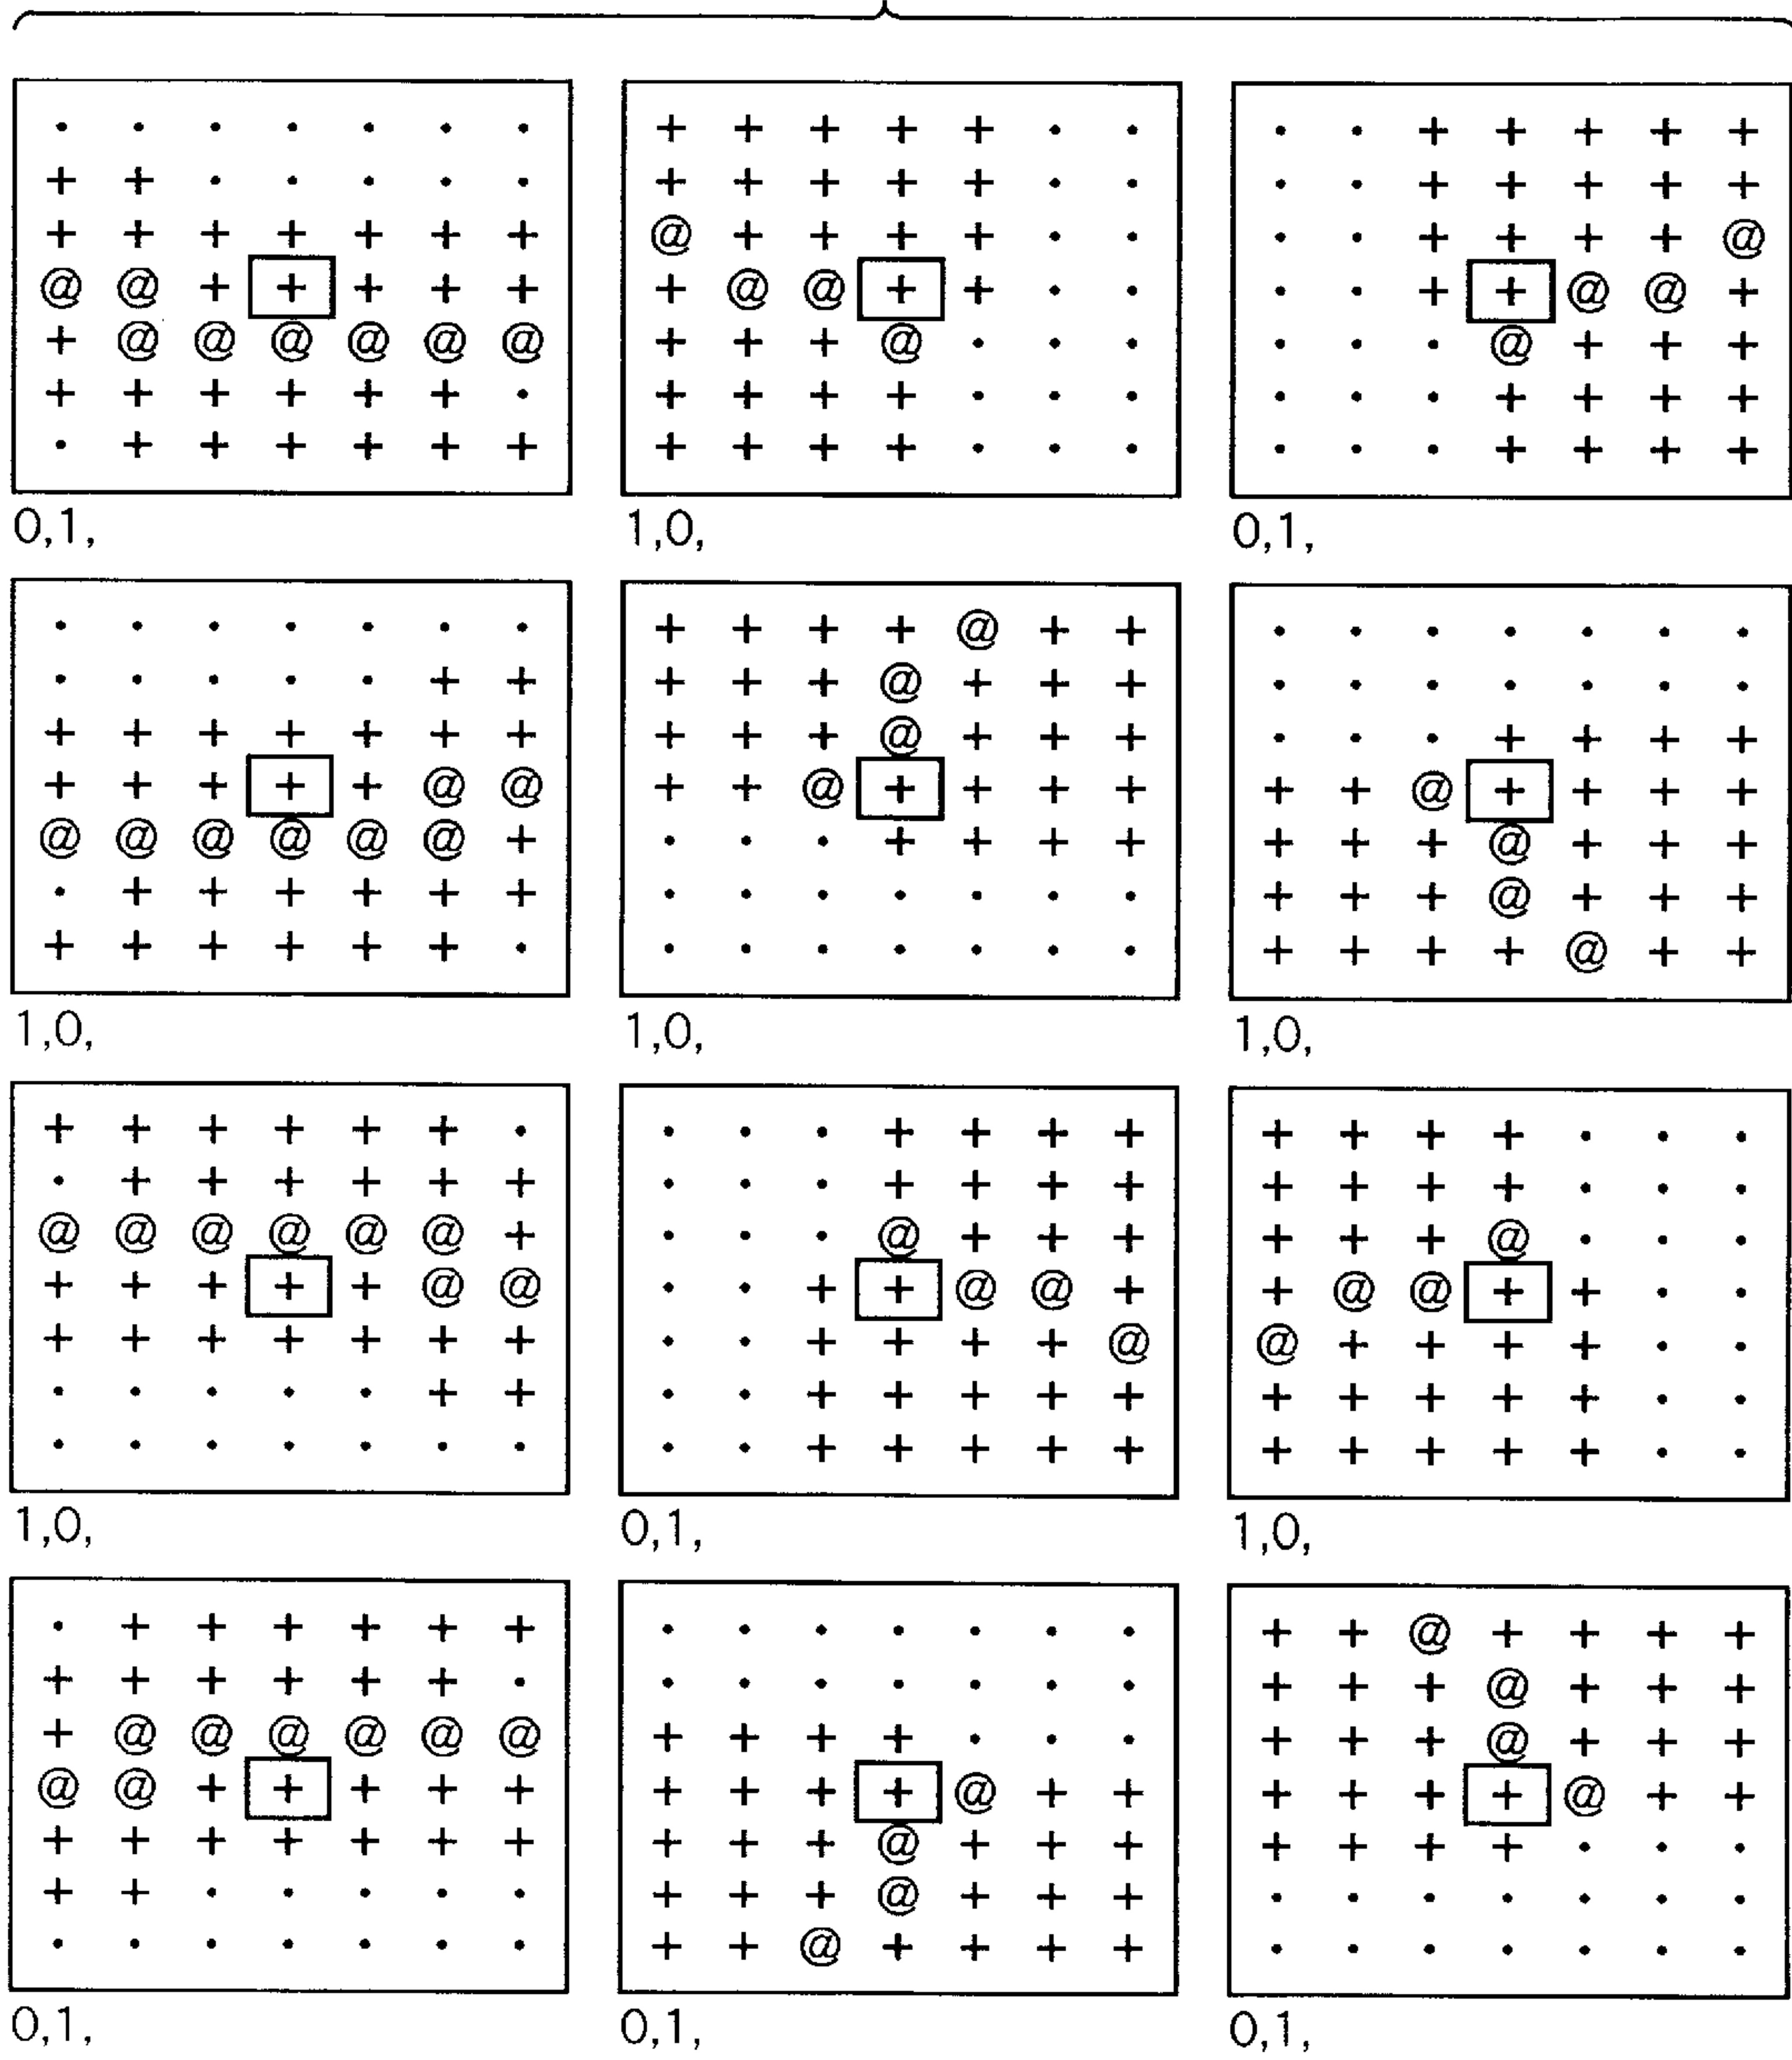 . . . . . . .
+ + . . . . .
+ + + + + + +
@ @ + + + + +
+ @ @ @ @ @ @
+ + + + + + .
. + + + + + +
0,1,
+ + + + + . .
+ + + + + . .
@ + + + + . .
+ @ @ + + . .
+ + + @ . . .
+ + + + . . .
+ + + + . . .
1,0,
. . + + + + +
. . + + + + +
. . + + + + @
. . + + @ @ +
. . . @ + + +
. . . + + + +
. . . + + + +
0,1,
. . . . . . .
. . . . . + +
+ + + + + + +
+ + + + + @ @
@ @ @ @ @ @ +
. + + + + + +
+ + + + + + .
1,0,
+ + + + @ + +
+ + + @ + + +
+ + + @ + + +
+ + @ + + + +
. . . + + + +
. . . . . . .
. . . . . . .
1,0,
. . . . . . .
. . . . . . .
. . . + + + +
+ + @ + + + +
+ + + @ + + +
+ + + @ + + +
+ + + + @ + +
1,0,
+ + + + + + .
. + + + + + +
@ @ @ @ @ @ +
+ + + + + @ @
+ + + + + + +
. . . . . + +
. . . . . . .
1,0,
. . . + + + +
. . . + + + +
. . . @ + + +
. . + + @ @ +
. . + + + + @
. . + + + + +
. . + + + + +
0,1,
+ + + + . . .
+ + + + . . .
+ + + @ . . .
+ @ @ + + . .
@ + + + + . .
+ + + + + . .
+ + + + + . .
1,0,
. + + + + + +
+ + + + + + .
+ @ @ @ @ @ @
@ @ + + + + +
+ + + + + + +
+ + . . . . .
. . . . . . .
0,1,
. . . . . . .
. . . . . . .
+ + + + . . .
+ + + + @ + +
+ + + @ + + +
+ + + @ + + +
+ + @ + + + +
0,1,
+ + @ + + + +
+ + + @ + + +
+ + + @ + + +
+ + + + @ + +
+ + + + . . .
. . . . . . .
. . . . . . .
0,1,